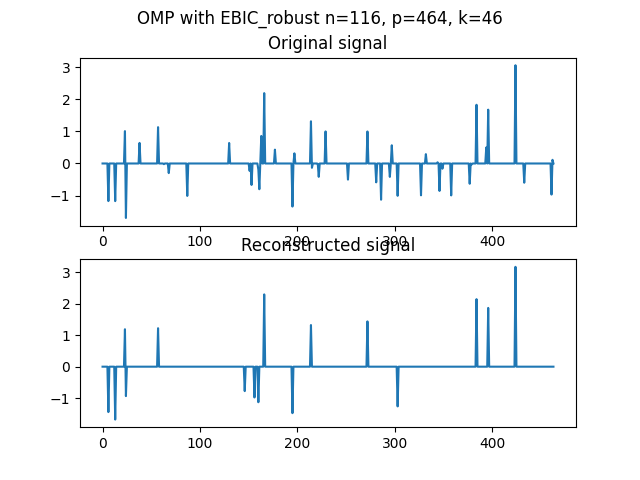 OMP with EBIC_robust n=116, p=464, k=46
Original signal
3
2
1
0
−1
0 100 200 300 400
Reconstructed signal
3
2
1
0
−1
0 100 200 300 400